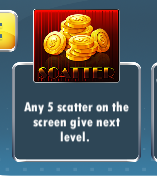 SCATTER
Any 5 scatter on the
screen give next
level.